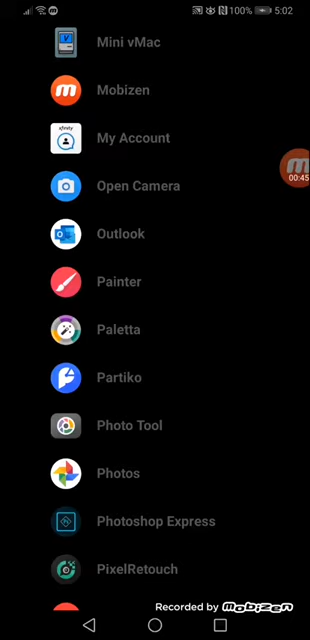 100% 5:02
Mini vMac
Mobizen
xfinity
My Account
00:45
Open Camera
Outlook
Painter
Paletta
Partiko
Photo Tool
Photos
Photoshop Express
PixelRetouch
Recorded by mobizen